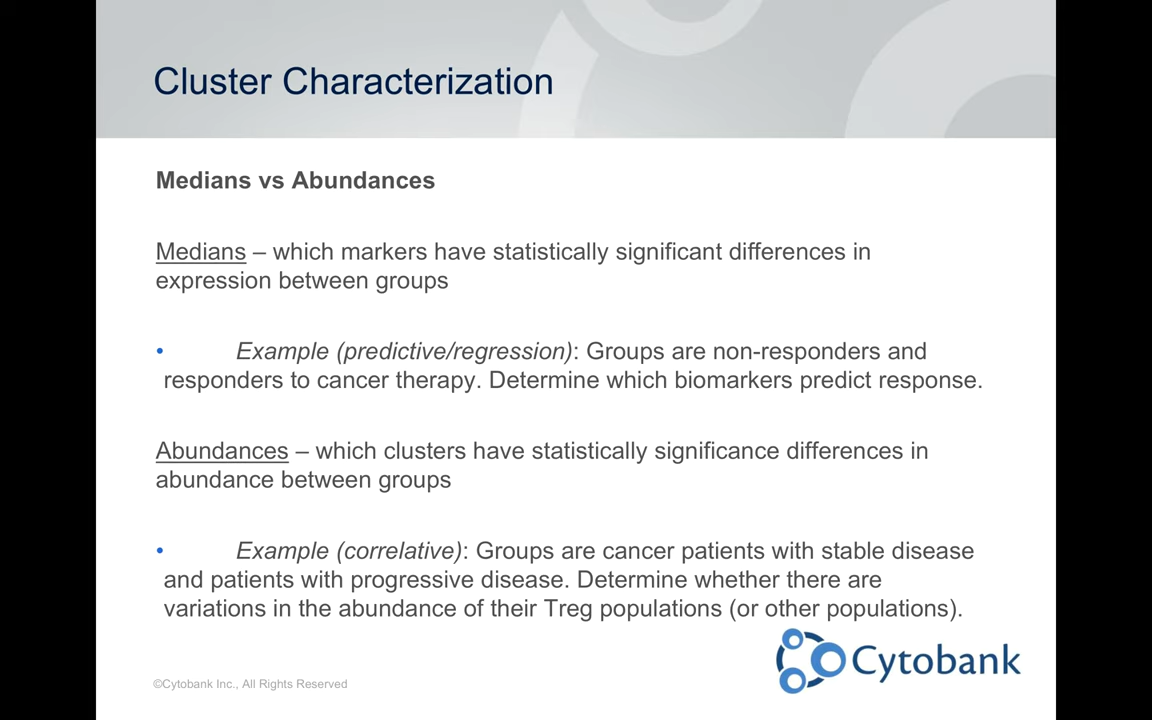 Cluster Characterization
Medians vs Abundances
Medians – which markers have statistically significant differences in
expression between groups
• Example (predictive/regression): Groups are non-responders and
responders to cancer therapy. Determine which biomarkers predict response.
Abundances – which clusters have statistically significance differences in
abundance between groups
• Example (correlative): Groups are cancer patients with stable disease
and patients with progressive disease. Determine whether there are
variations in the abundance of their Treg populations (or other populations).
Cytobank
©Cytobank Inc., All Rights Reserved